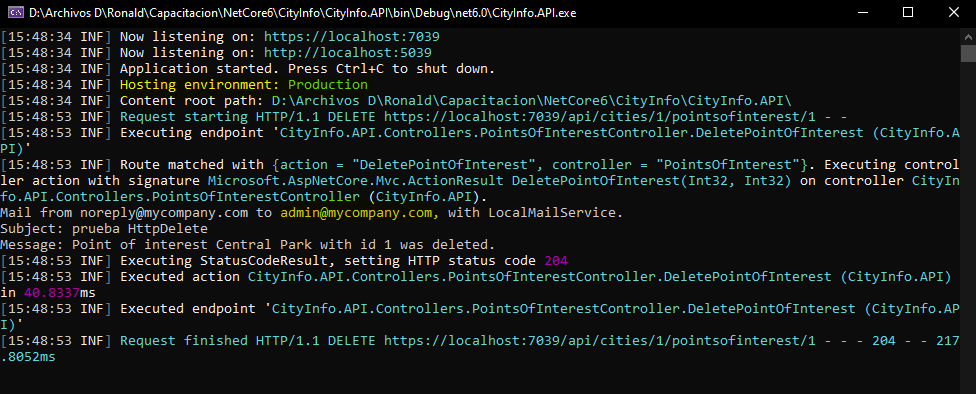 D:\Archivos D\Ronald\Capacitacion\NetCore6\CityInfo\CityInfo.API\bin\Debug\net6.0\CityInfo.API.exe
[15:48:34 INF] Now listening on: https://localhost:7039
[15:48:34 INF] Now listening on: http://localhost:5039
[15:48:34 INF] Application started. Press Ctrl+C to shut down.
[15:48:34 INF] Hosting environment: Production
[15:48:34 INF] Content root path: D:\Archivos D\Ronald\Capacitacion\NetCore6\CityInfo\CityInfo.API\
[15:48:53 INF] Request starting HTTP/1.1 DELETE https://localhost:7039/api/cities/1/pointsofinterest/1 - -
[15:48:53 INF] Executing endpoint 'CityInfo.API.Controllers.PointsOfInterestController.DeletePointOfInterest (CityInfo.A
PI)'
[15:48:53 INF] Route matched with {action = "DeletePointOfInterest", controller = "PointsOfInterest"}. Executing control
ler action with signature Microsoft.AspNetCore.Mvc.ActionResult DeletePointOfInterest(Int32, Int32) on controller CityIn
fo.API.Controllers.PointsOfInterestController (CityInfo.API).
Mail from noreply@mycompany.com to admin@mycompany.com, with LocalMailService.
Subject: prueba HttpDelete
Message: Point of interest Central Park with id 1 was deleted.
[15:48:53 INF] Executing StatusCodeResult, setting HTTP status code 204
[15:48:53 INF] Executed action CityInfo.API.Controllers.PointsOfInterestController.DeletePointOfInterest (CityInfo.API)
in 40.8337ms
[15:48:53 INF] Executed endpoint 'CityInfo.API.Controllers.PointsOfInterestController.DeletePointOfInterest (CityInfo.AP
I)'
[15:48:53 INF] Request finished HTTP/1.1 DELETE https://localhost:7039/api/cities/1/pointsofinterest/1 - - - 204 - - 217
.8052ms